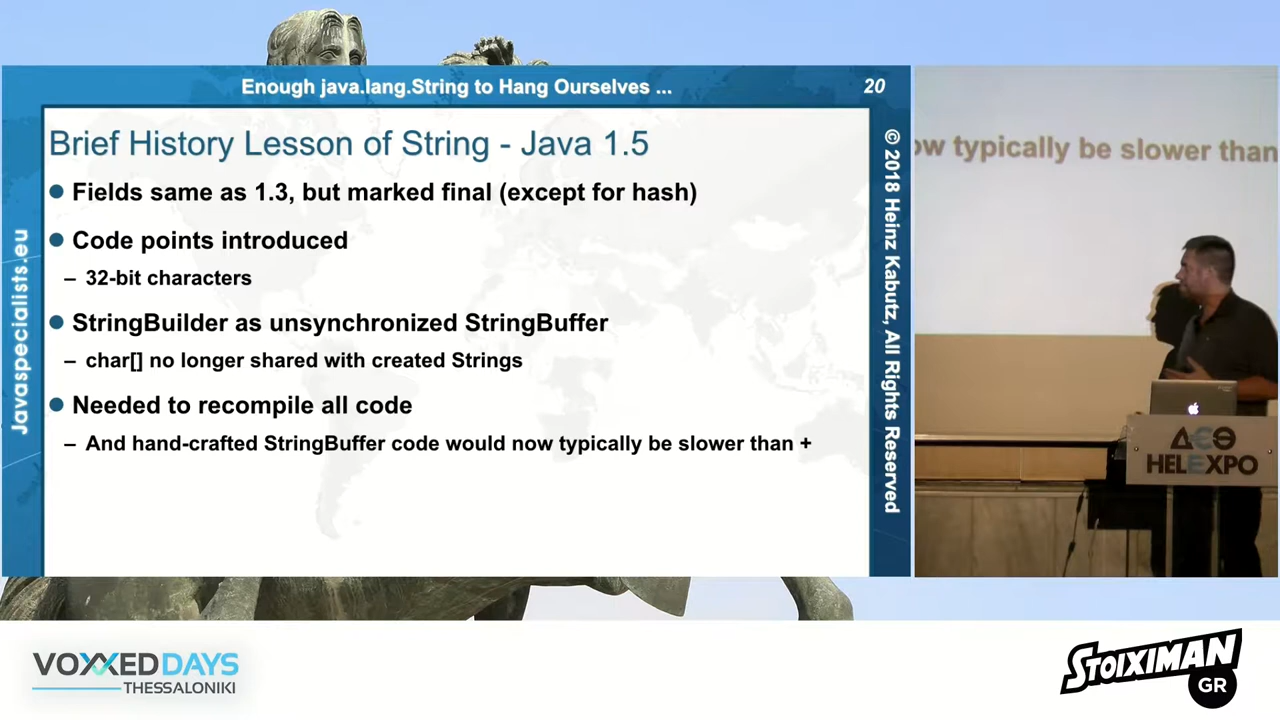 Enough java.lang.String to Hang Ourselves ...
20
Brief History Lesson of String - Java 1.5
Fields same as 1.3, but marked final (except for hash)
Code points introduced
– 32-bit characters
StringBuilder as unsynchronized StringBuffer
– char[] no longer shared with created Strings
Needed to recompile all code
– And hand-crafted StringBuffer code would now typically be slower than +
Javaspecialists.eu
© 2018 Heinz Kabutz, All Rights Reserved
ow typically be slower than
ΔΕΘ
HELEXPO
VOXXED DAYS
THESSALONIKI
STOIXIMAN
GR